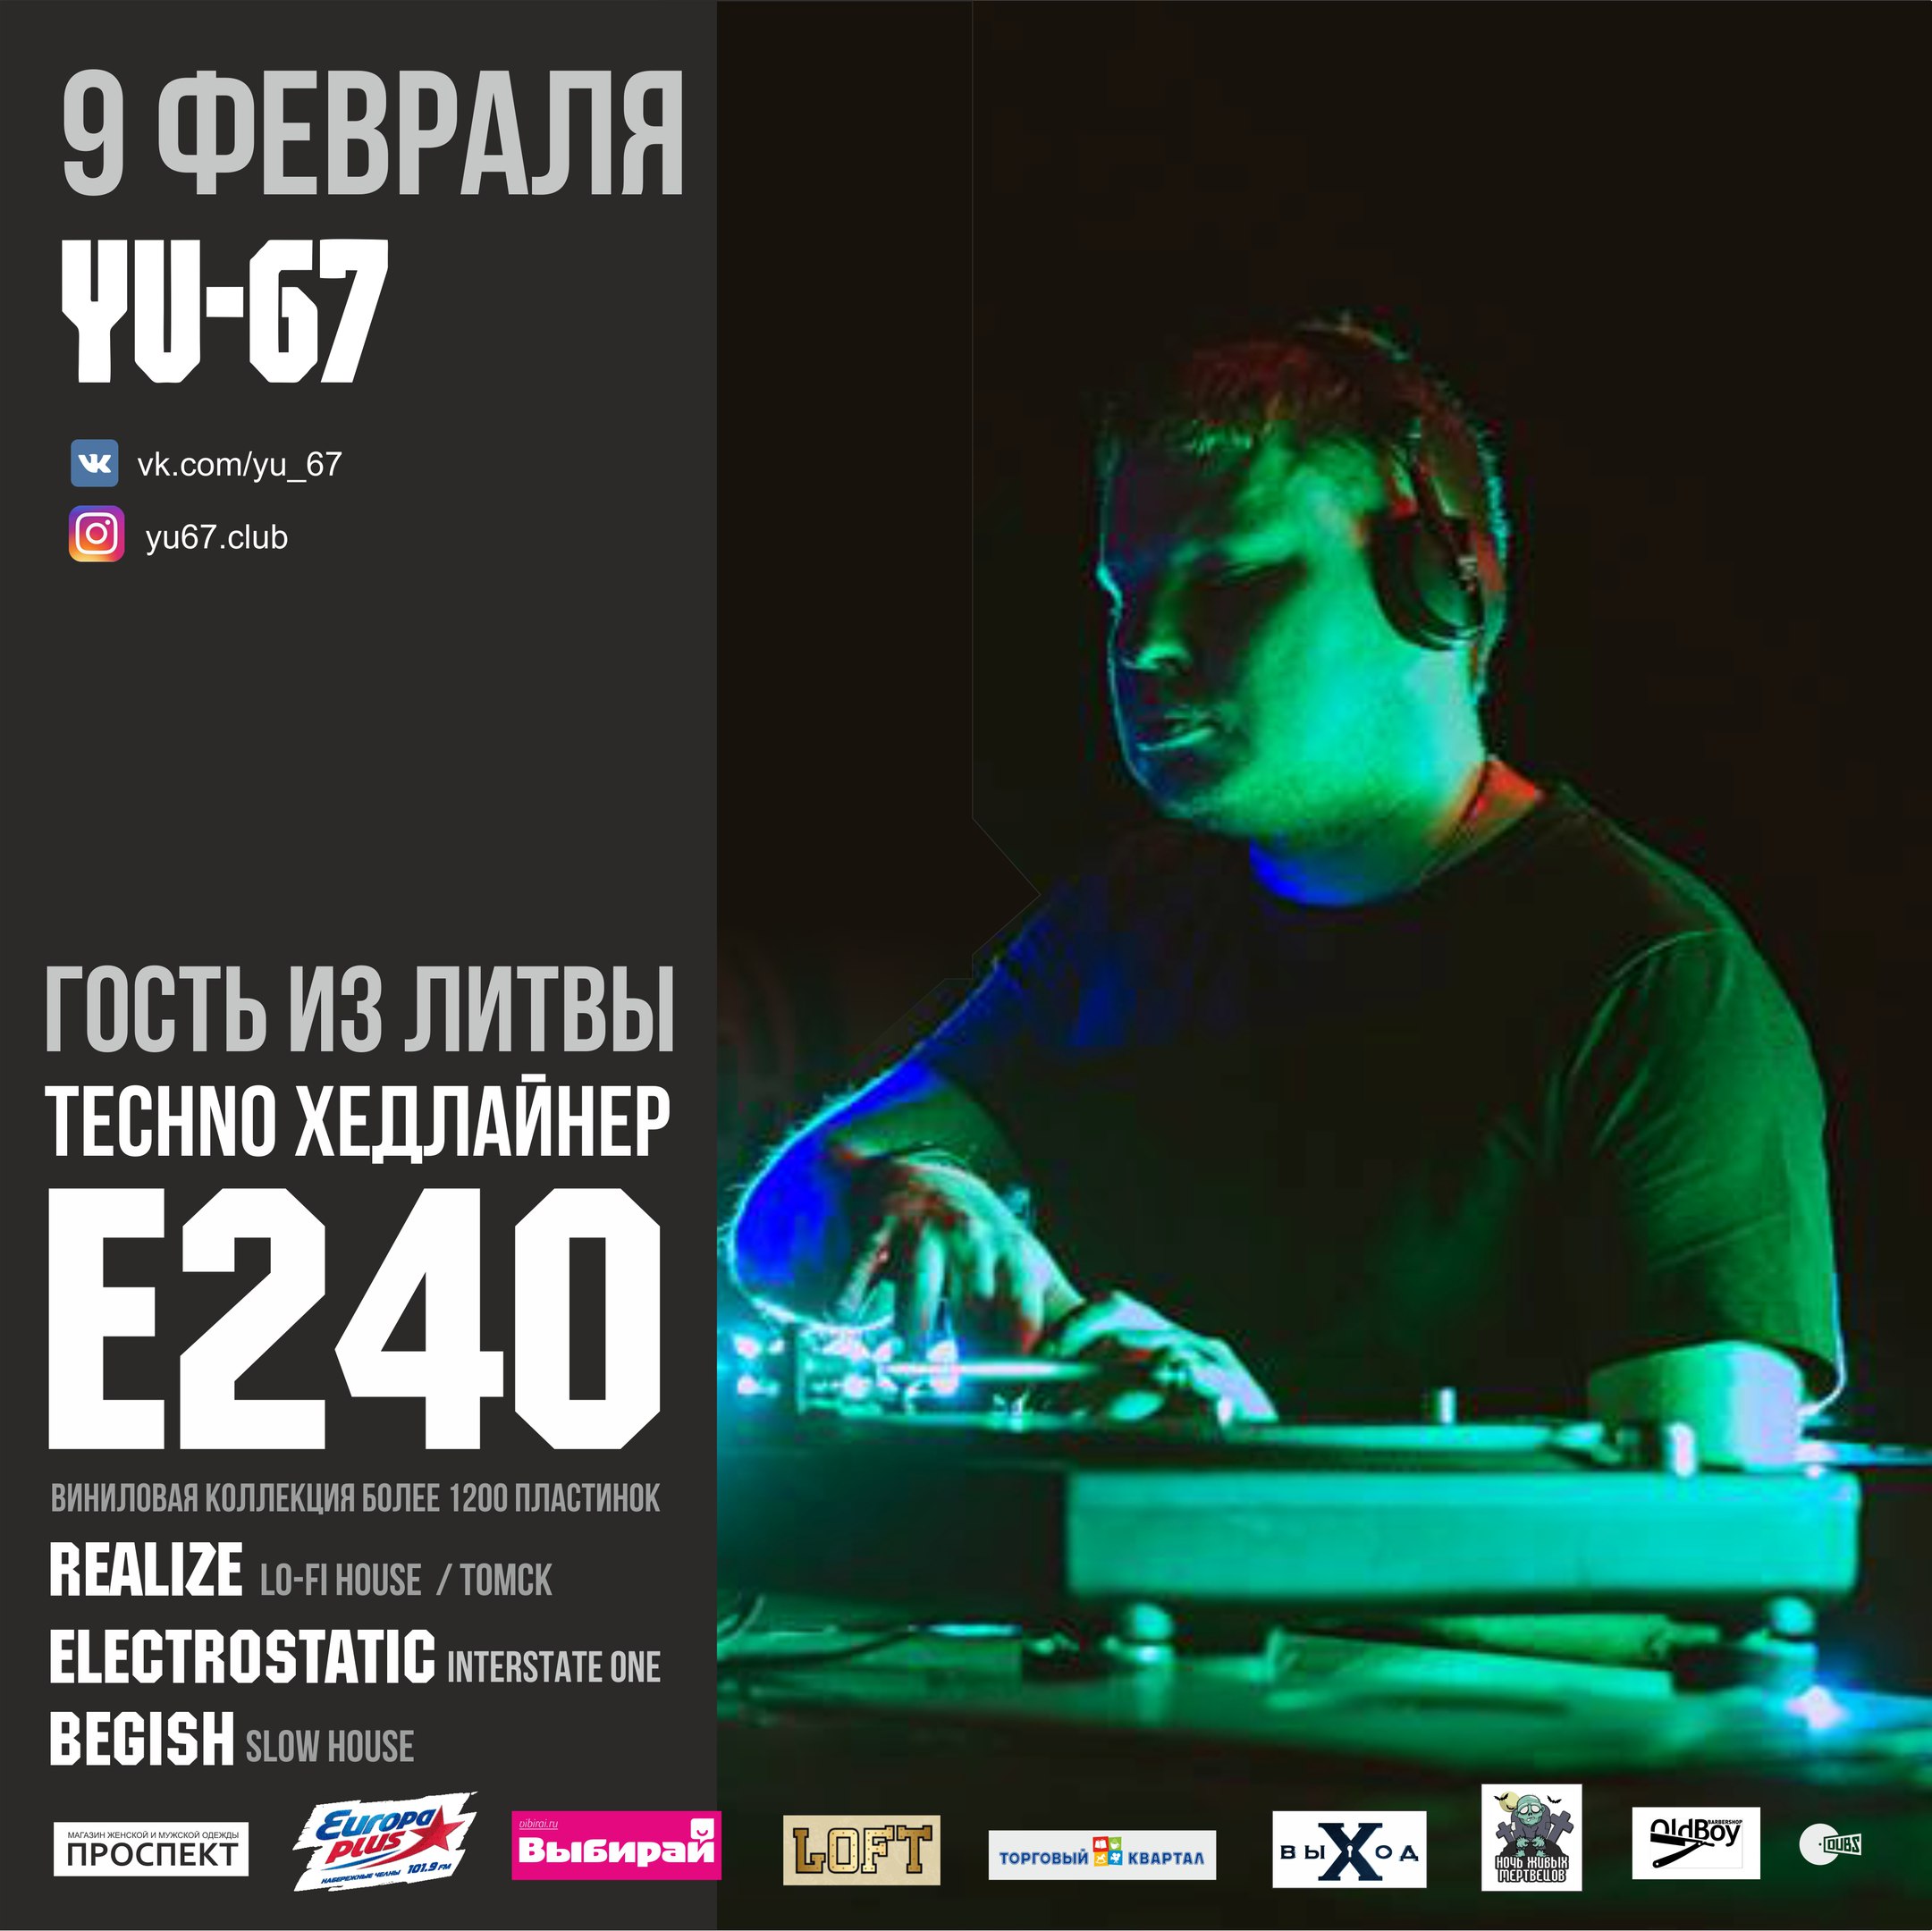 9 ФЕВРАЛЯ
YU-67
vk.com/yu_67
yu67.club
ГОСТЬ ИЗ ЛИТВЫ
TECHNO ХЕДЛАЙНЕР
E240
ВИНИЛОВАЯ КОЛЛЕКЦИЯ БОЛЕЕ 1200 ПЛАСТИНОК
REALIZE LO-FI HOUSE / ТОМСК
ELECTROSTATIC INTERSTATE ONE
BEGISH SLOW HOUSE
МАГАЗИН ЖЕНСКОЙ И МУЖСКОЙ ОДЕЖДЫ
ПРОСПЕКТ
Европа
PLUS
НАБЕРЕЖНЫЕ ЧЕЛНЫ 101.9 FM
vibirai.ru
Выбирай
LOFT
ТОРГОВЫЙ КВАРТАЛ
ВЫХОД
НОЧЬ ЖИВЫХ
МЕРТВЕЦОВ
BARBERSHOP
OldBoy
DUBS